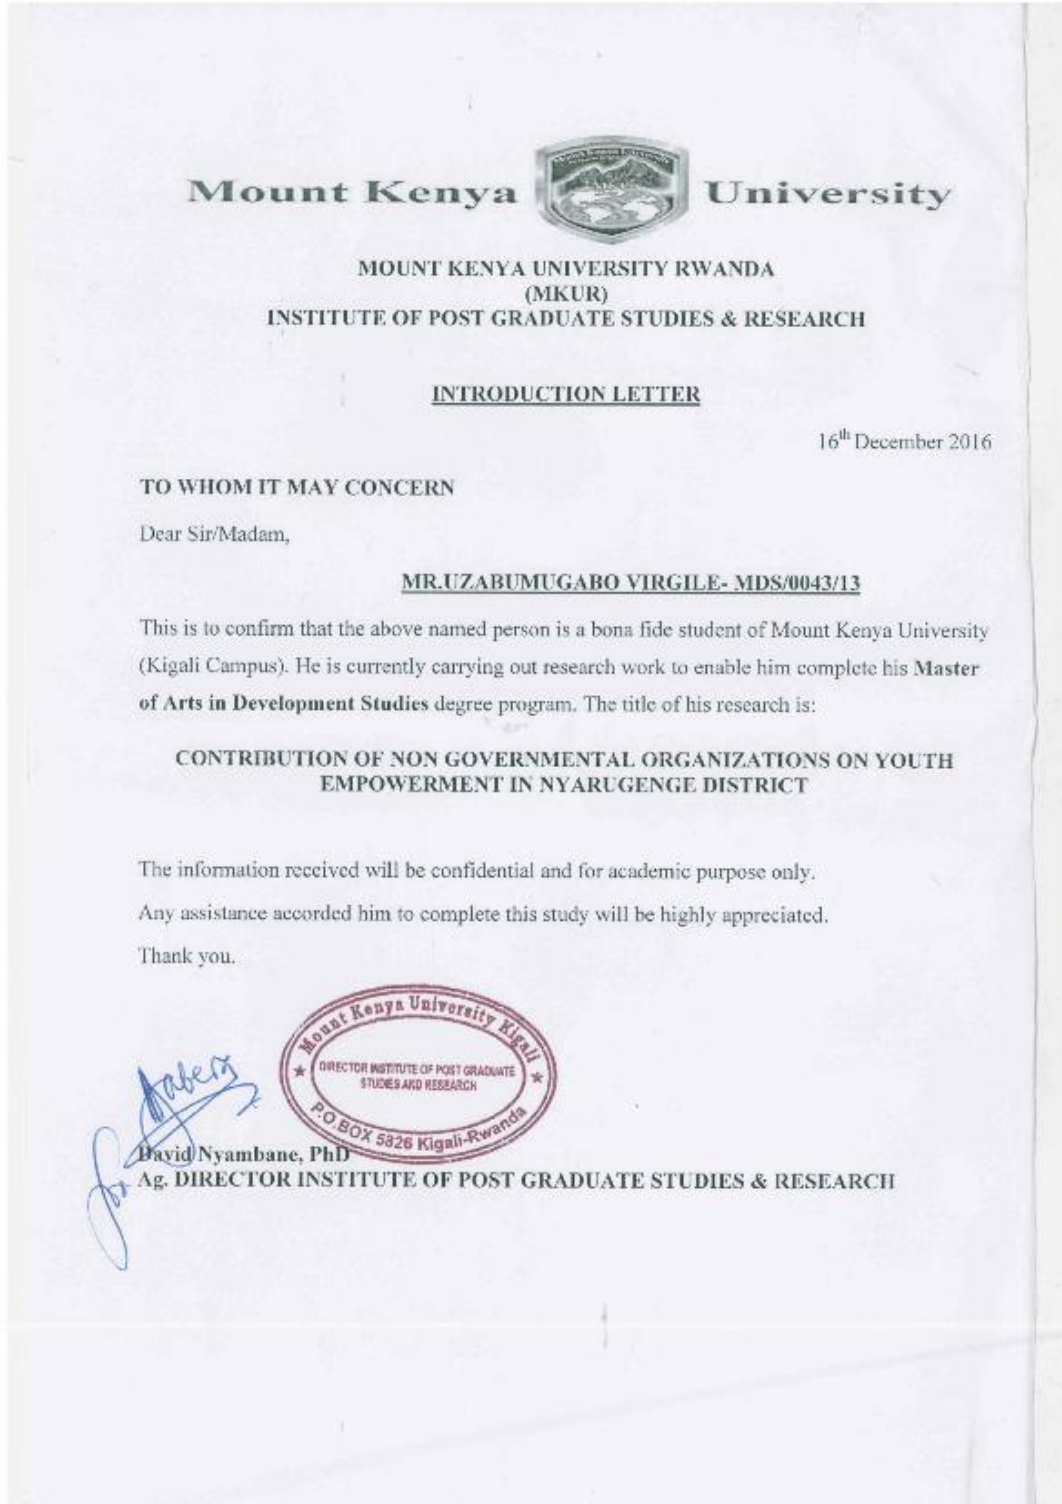 Mount Kenya University
MOUNT KENYA UNIVERSITY RWANDA
(MKUR)
INSTITUTE OF POST GRADUATE STUDIES & RESEARCH
INTRODUCTION LETTER
16th December 2016
TO WHOM IT MAY CONCERN
Dear Sir/Madam,
MR.UZABUMUGABO VIRGILE- MDS/0043/13
This is to confirm that the above named person is a bona fide student of Mount Kenya University
(Kigali Campus). He is currently carrying out research work to enable him complete his Master
of Arts in Development Studies degree program. The title of his research is:
CONTRIBUTION OF NON GOVERNMENTAL ORGANIZATIONS ON YOUTH
EMPOWERMENT IN NYARUGENGE DISTRICT
The information received will be confidential and for academic purpose only.
Any assistance accorded him to complete this study will be highly appreciated.
Thank you.
Mount Kenya University Kigali
DIRECTOR INSTITUTE OF POST GRADUATE
STUDIES AND RESEARCH
P.O.BOX 5826 Kigali-Rwanda
David Nyambane, PhD
Ag. DIRECTOR INSTITUTE OF POST GRADUATE STUDIES & RESEARCH